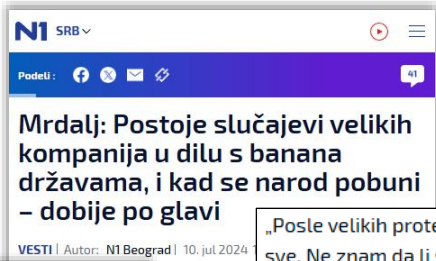 N1 SRB
Podeli :
41
Mrdalj: Postoje slučajevi velikih
kompanija u dilu s banana
državama, i kad se narod pobuni
– dobije po glavi
„Posle velikih prote
VESTI | Autor: N1 Beograd | 10. jul 2024
sve. Ne znam da li